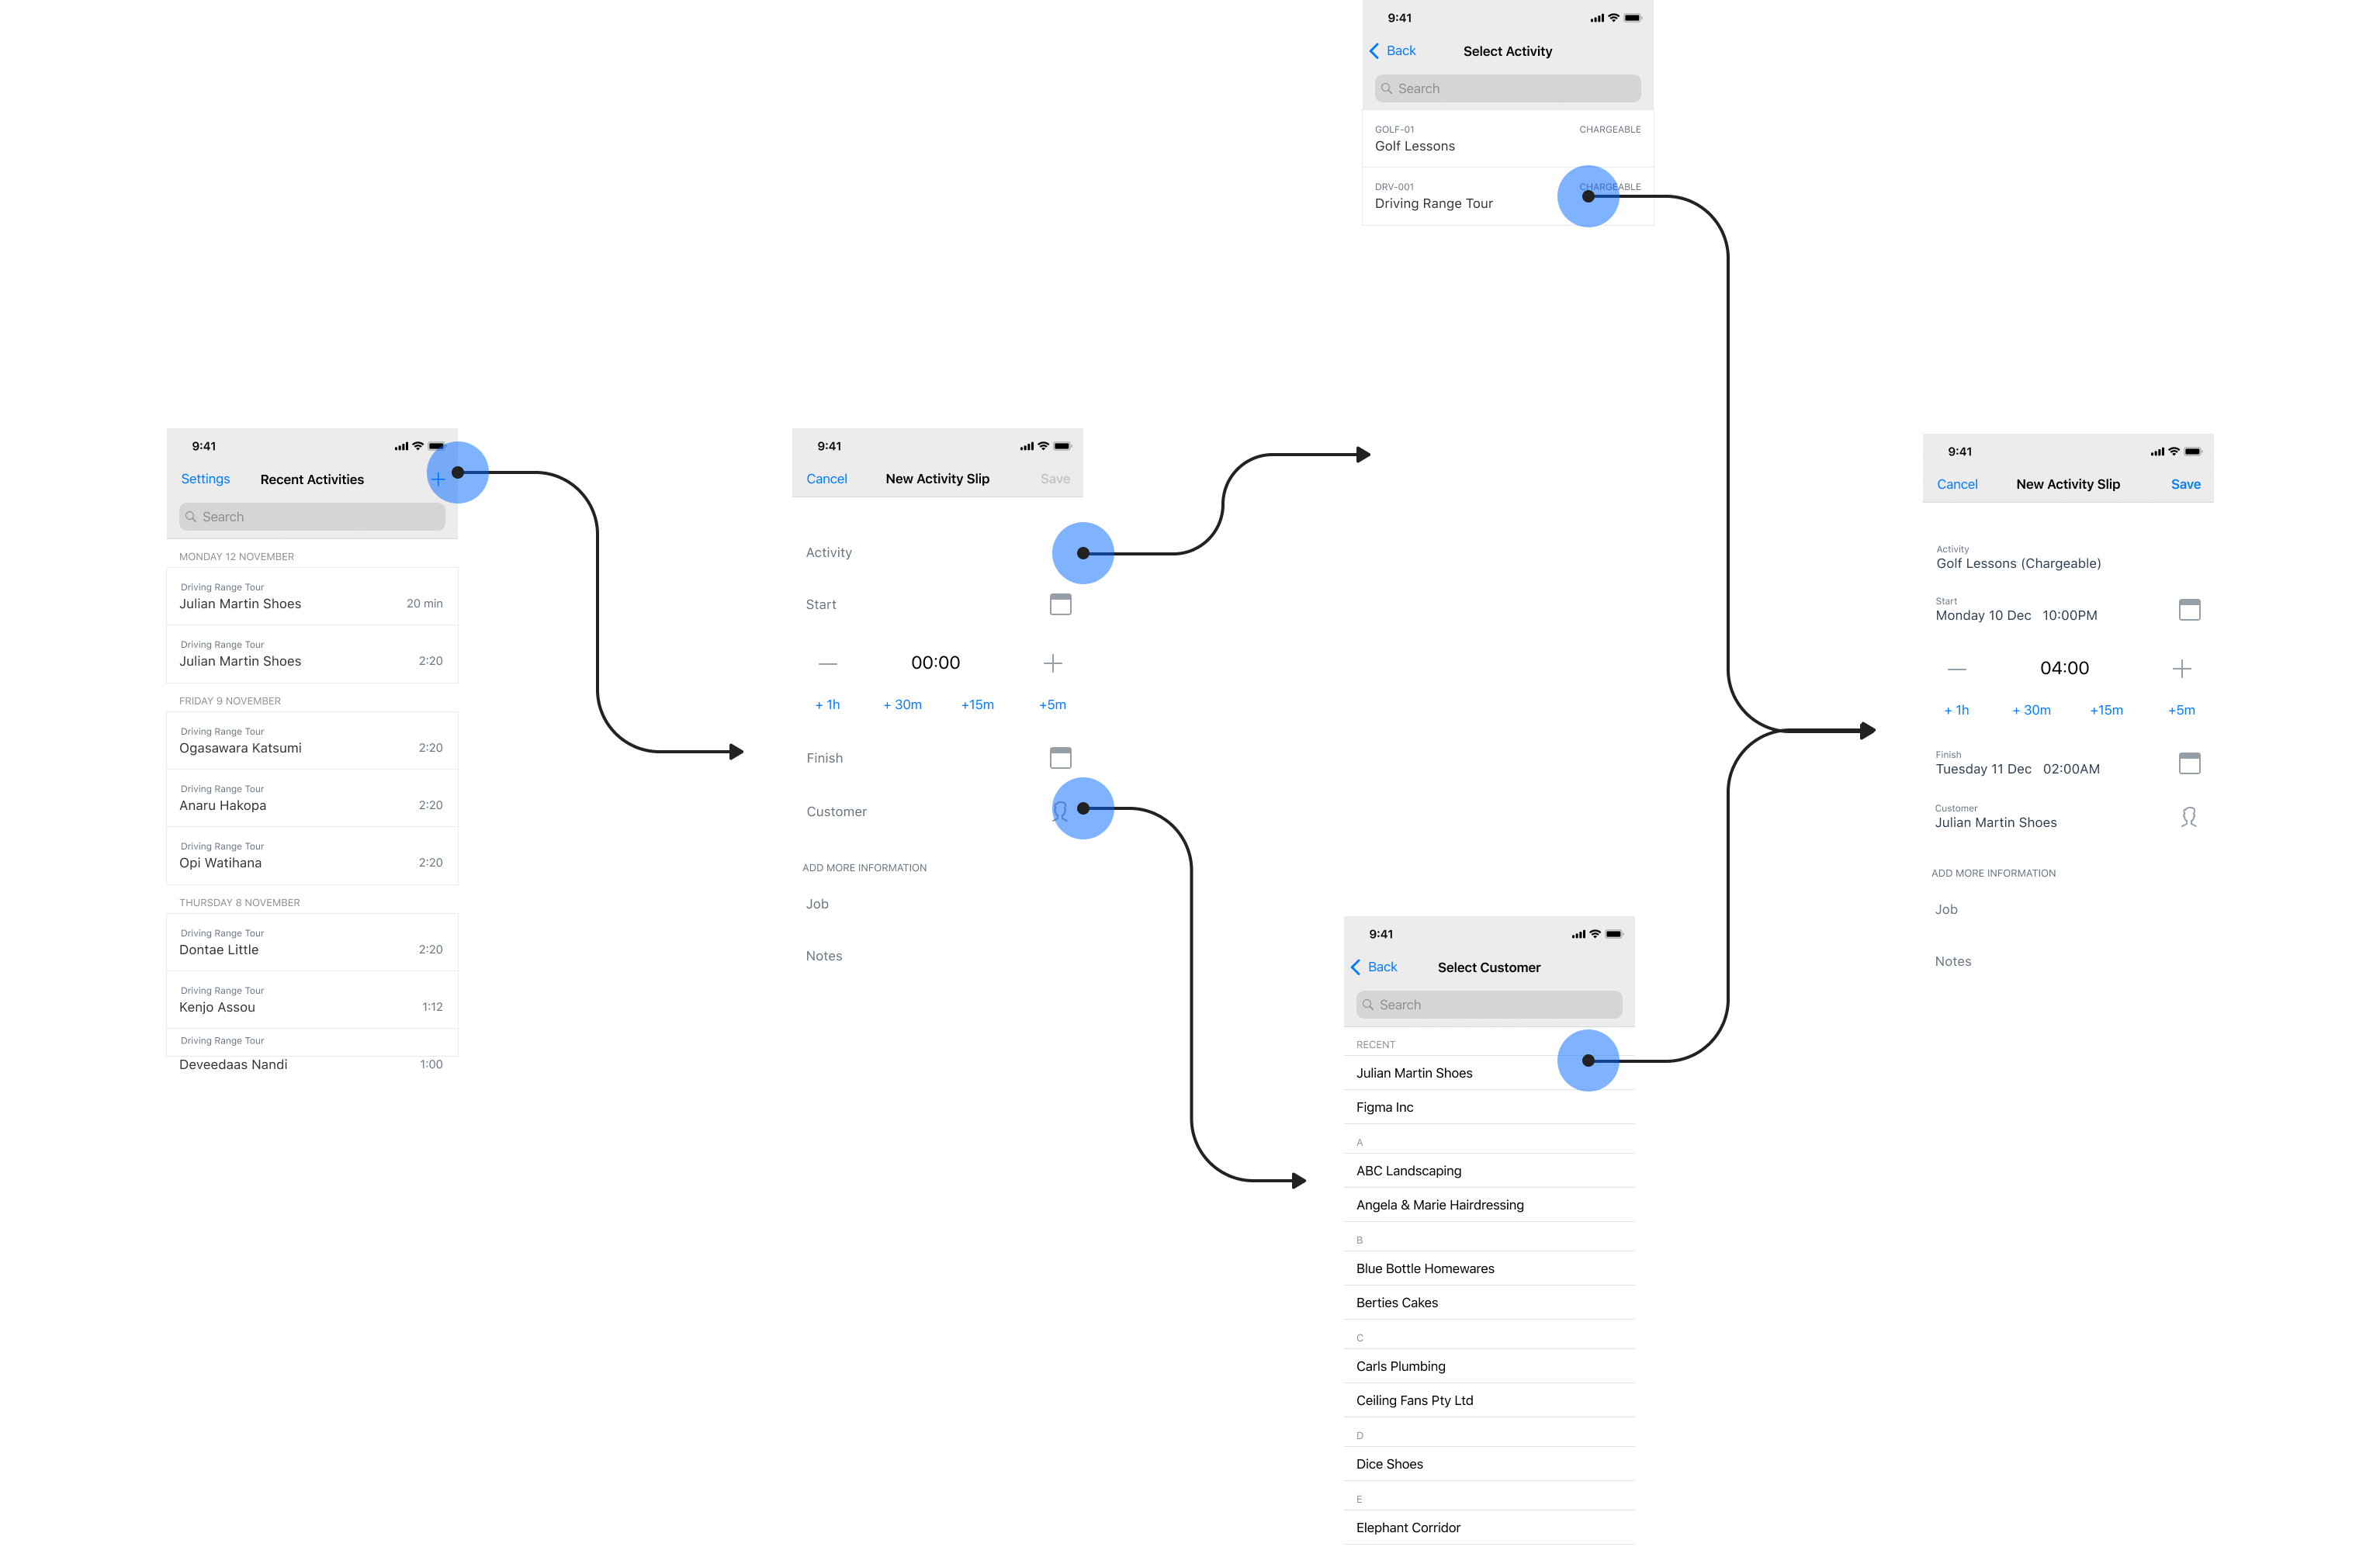 9:41
Settings
Recent Activities
Search
MONDAY 12 NOVEMBER
Driving Range Tour
Julian Martin Shoes
20 min
Driving Range Tour
Julian Martin Shoes
2:20
FRIDAY 9 NOVEMBER
Driving Range Tour
Ogasawara Katsumi
2:20
Driving Range Tour
Anaru Hakopa
2:20
Driving Range Tour
Opi Watihana
2:20
THURSDAY 8 NOVEMBER
Driving Range Tour
Dontae Little
2:20
Driving Range Tour
Kenjo Assou
1:12
Driving Range Tour
Deveedaas Nandi
1:00
9:41
Cancel
New Activity Slip
Save
Activity
Start
00:00
+ 1h
+ 30m
+15m
+5m
Finish
Customer
ADD MORE INFORMATION
Job
Notes
9:41
Back
Select Activity
Search
GOLF-01
CHARGEABLE
Golf Lessons
DRV-001
CHARGEABLE
Driving Range Tour
9:41
Back
Select Customer
Search
RECENT
Julian Martin Shoes
Figma Inc
A
ABC Landscaping
Angela & Marie Hairdressing
B
Blue Bottle Homewares
Berties Cakes
C
Carls Plumbing
Ceiling Fans Pty Ltd
D
Dice Shoes
E
Elephant Corridor
9:41
Cancel
New Activity Slip
Save
Activity
Golf Lessons (Chargeable)
Start
Monday 10 Dec 10:00PM
04:00
+ 1h
+ 30m
+15m
+5m
Finish
Tuesday 11 Dec 02:00AM
Customer
Julian Martin Shoes
ADD MORE INFORMATION
Job
Notes